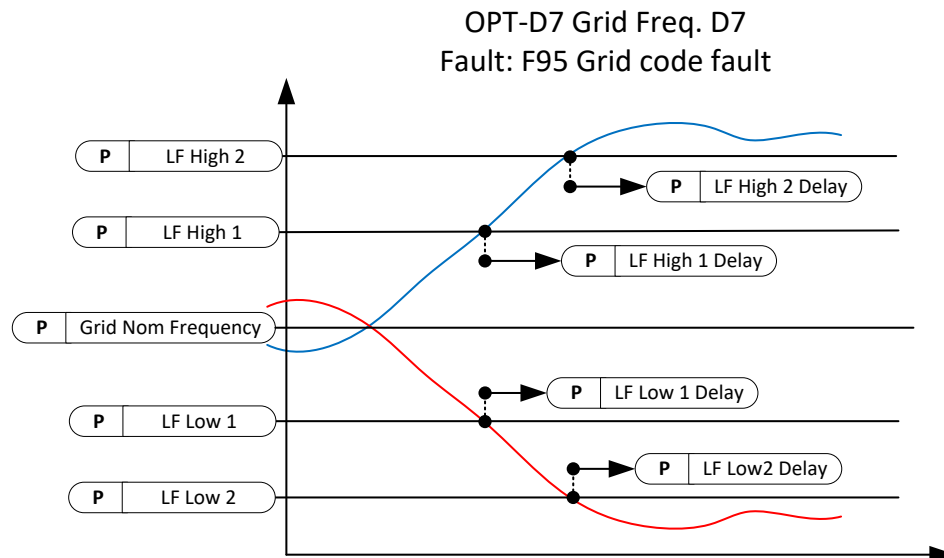 OPT-D7 Grid Freq. D7
Fault: F95 Grid code fault
P LF High 2
P LF High 2 Delay
P LF High 1
P LF High 1 Delay
P Grid Nom Frequency
P LF Low 1 Delay
P LF Low 1
P LF Low2 Delay
P LF Low 2